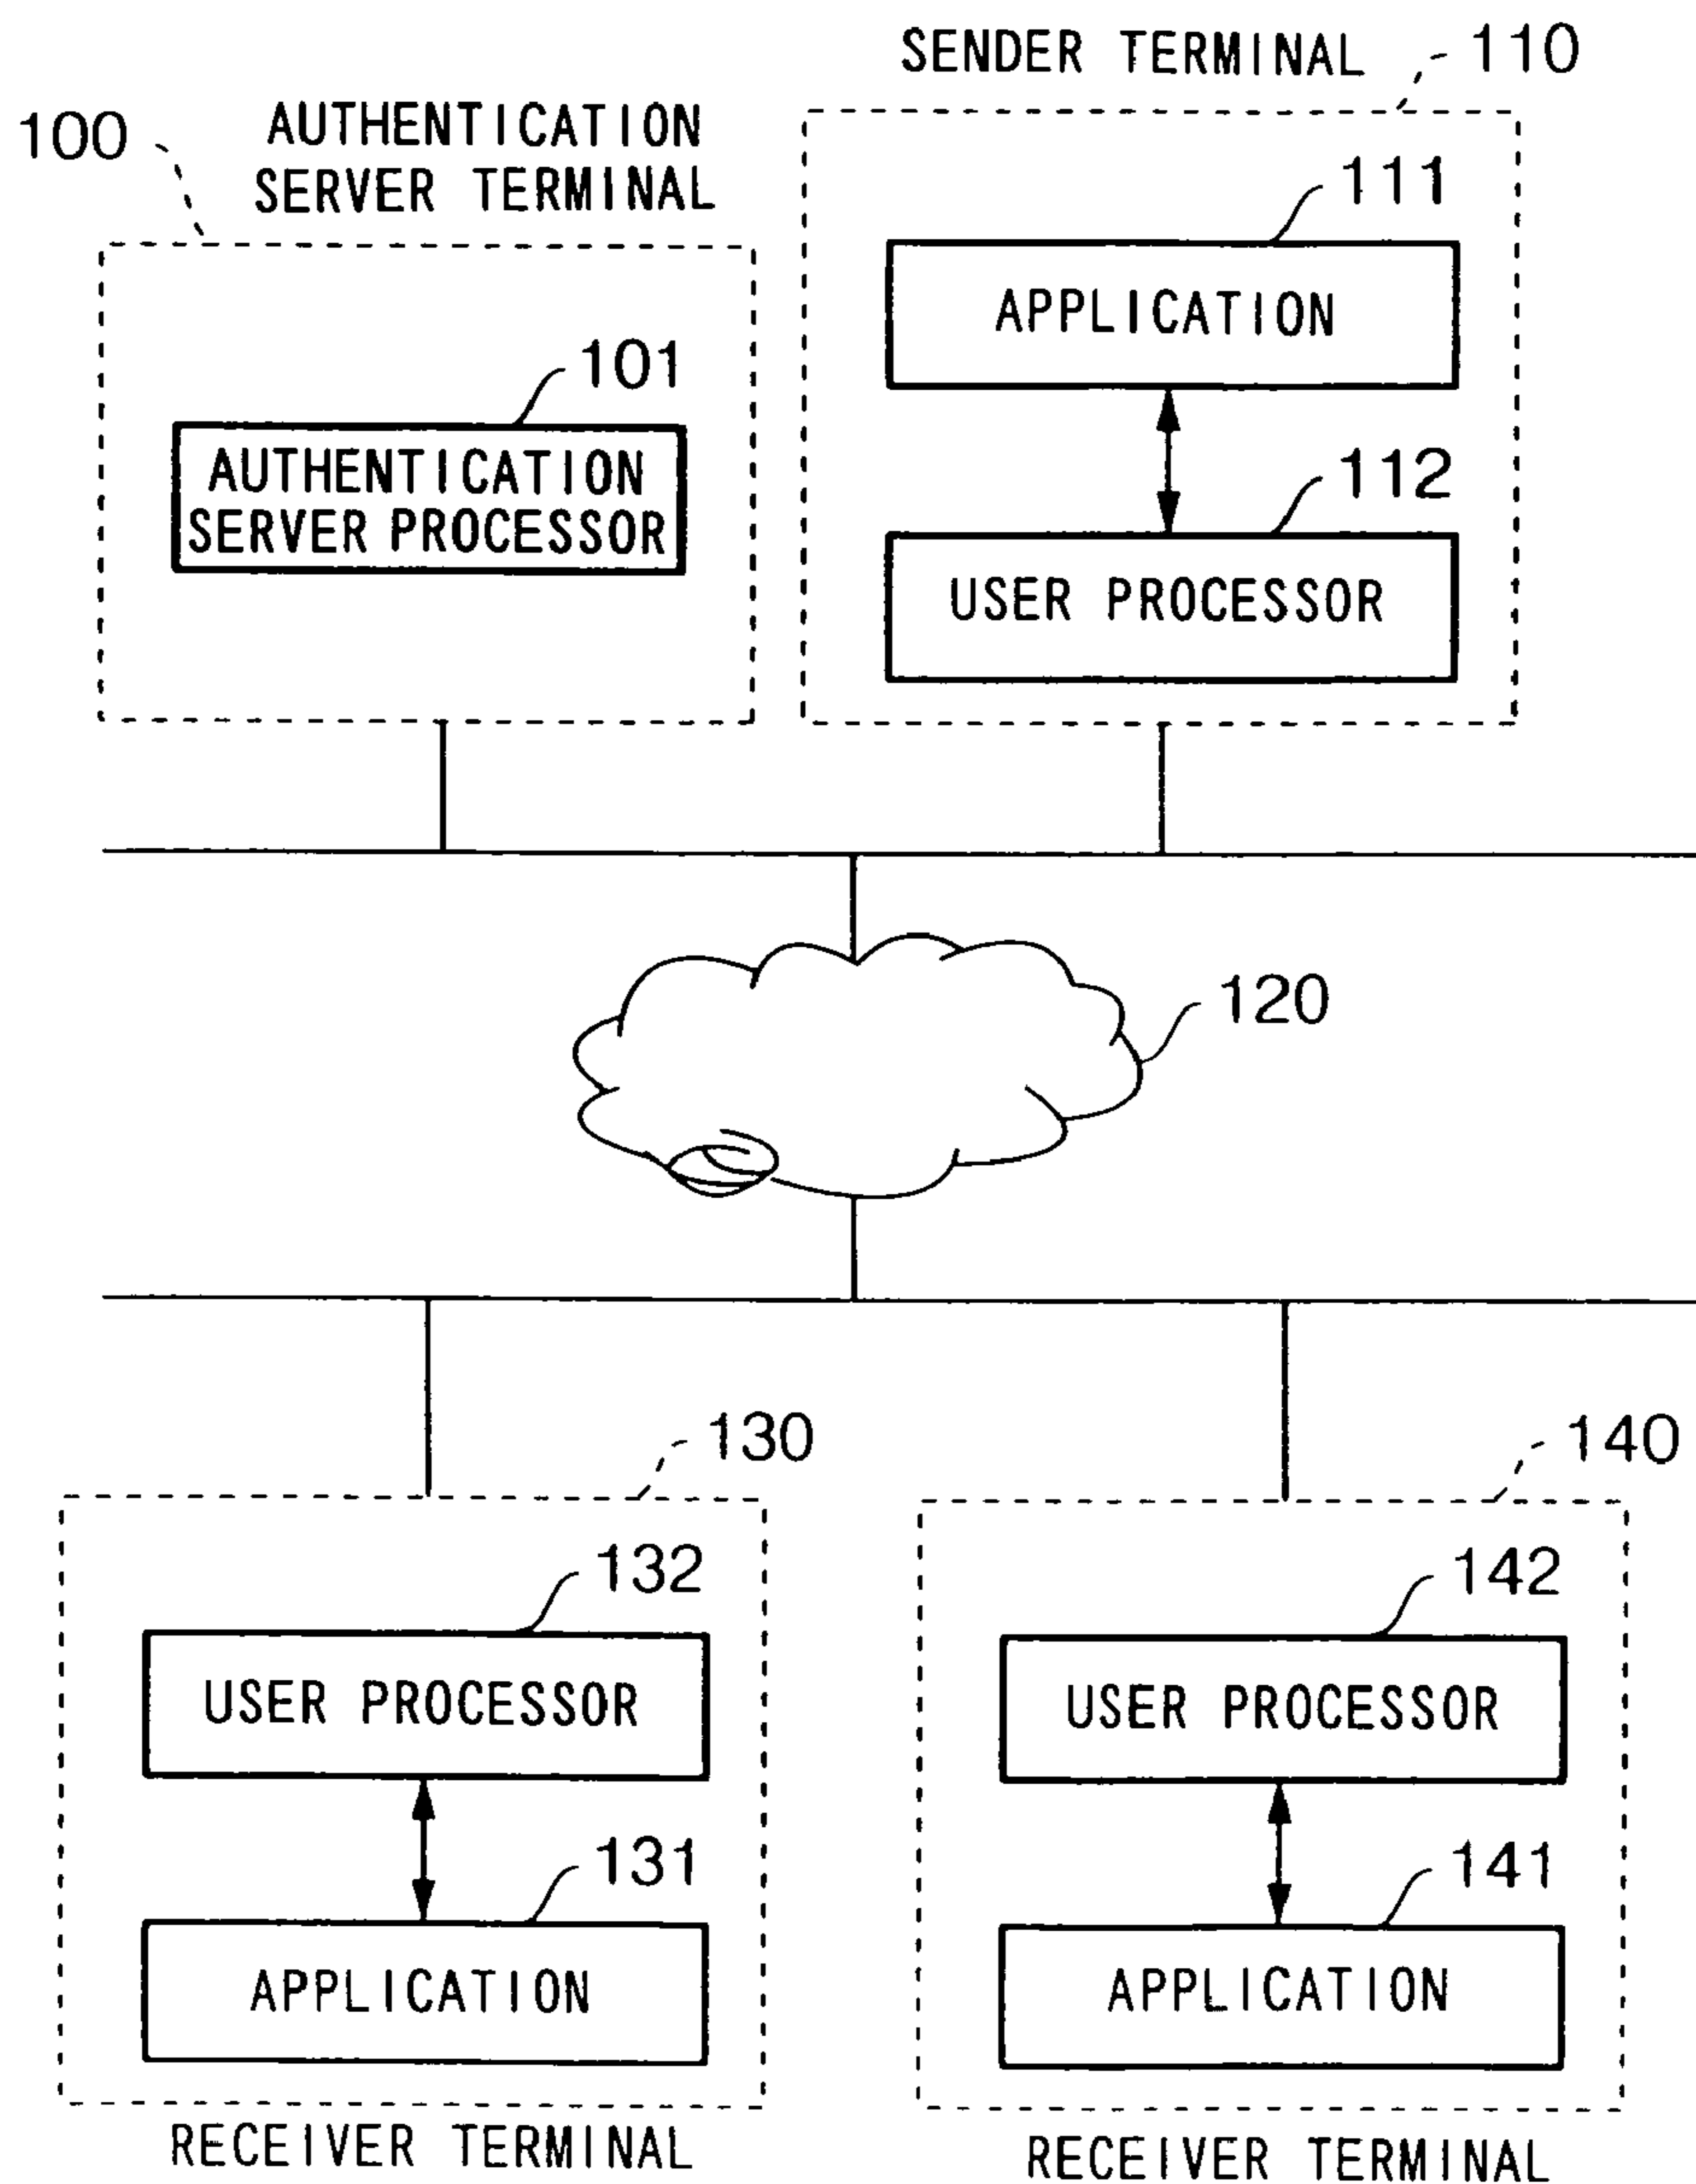 SENDER TERMINAL
110
100
AUTHENTICATION
SERVER TERMINAL
111
APPLICATION
101
AUTHENTICATION
SERVER PROCESSOR
112
USER PROCESSOR
120
130
140
132
142
USER PROCESSOR
USER PROCESSOR
131
141
APPLICATION
APPLICATION
RECEIVER TERMINAL
RECEIVER TERMINAL